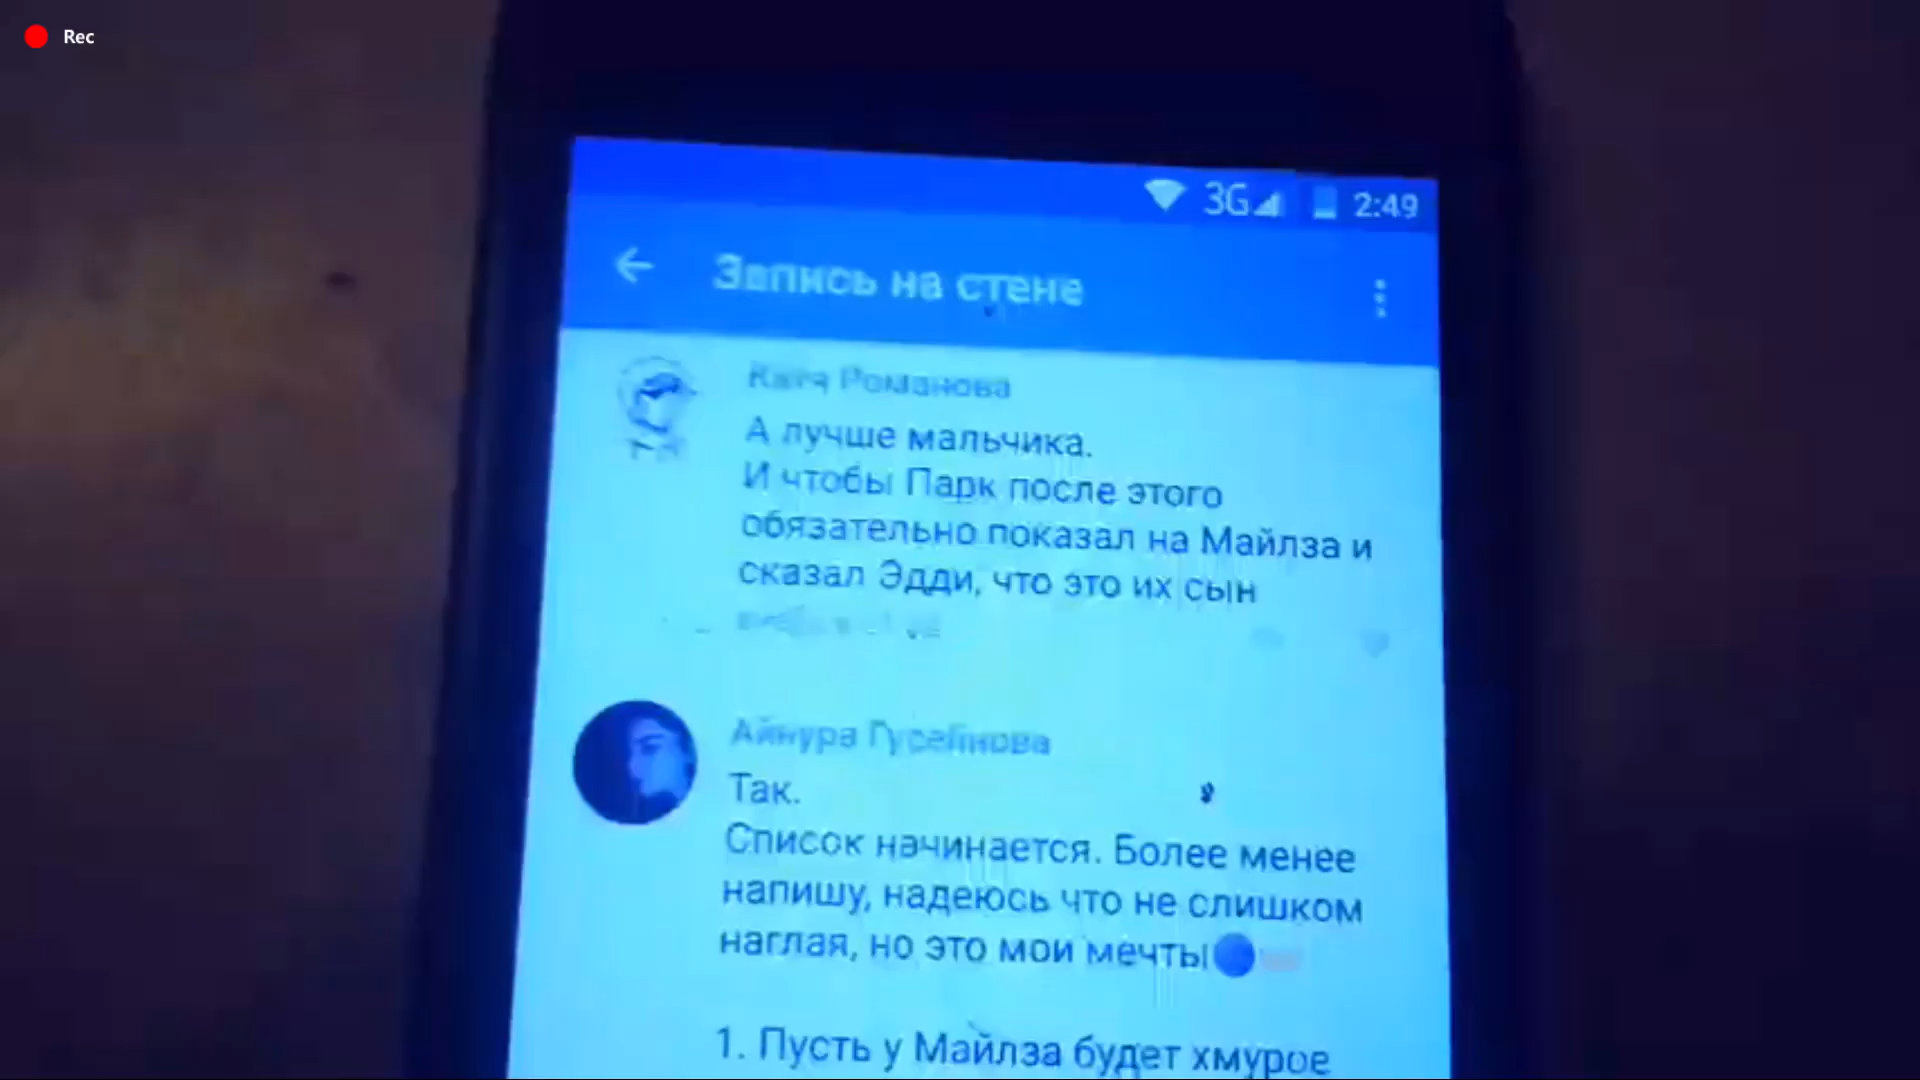 Rec
3G 2:49
Запись на стене
Катя Романова
А лучше мальчика.
И чтобы Парк после этого
обязательно показал на Майлза и
сказал Эдди, что это их сын
Айнура Гусейнова
Так.
Список начинается. Более менее
напишу, надеюсь что не слишком
наглая, но это мои мечты
1. Пусть у Майлза будет хмурое